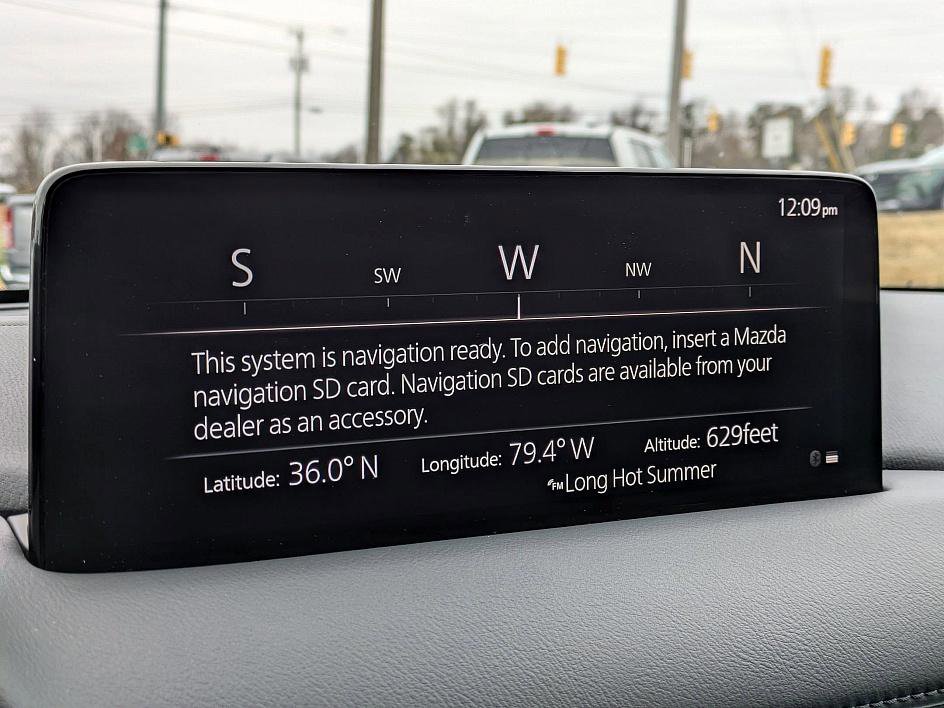 12:09pm
S SW W NW N
This system is navigation ready. To add navigation, insert a Mazda
navigation SD card. Navigation SD cards are available from your
dealer as an accessory.
Latitude: 36.0° N Longitude: 79.4° W Altitude: 629feet
FM Long Hot Summer